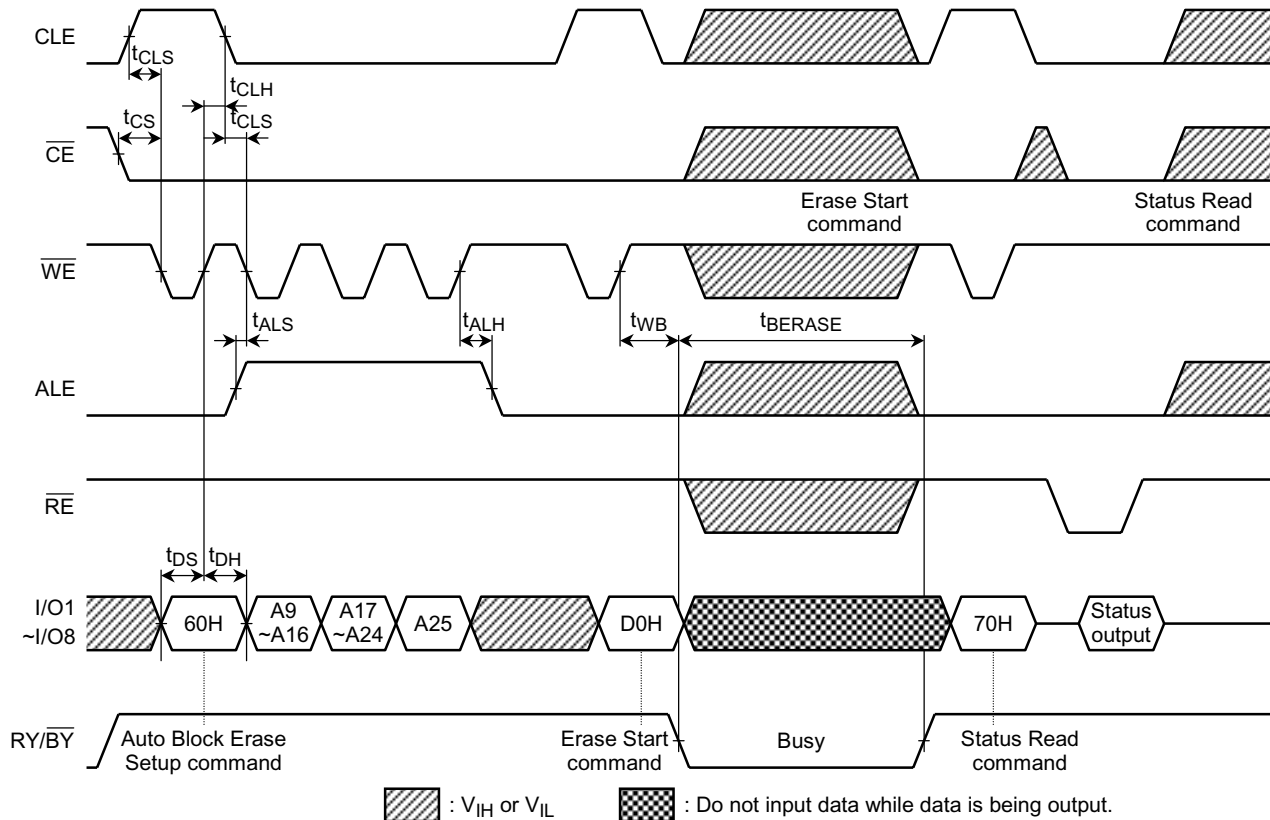 CLE
tCLS
tCLH
tCS
tCLS
CE
Erase Start
command
Status Read
command
WE
tALS
tALH
tWB
tBERASE
ALE
RE
tDS
tDH
I/O1
~I/O8
60H
A9
~A16
A17
~A24
A25
D0H
70H
Status
output
RY/BY
Auto Block Erase
Setup command
Erase Start
command
Busy
Status Read
command
: VIH or VIL
: Do not input data while data is being output.